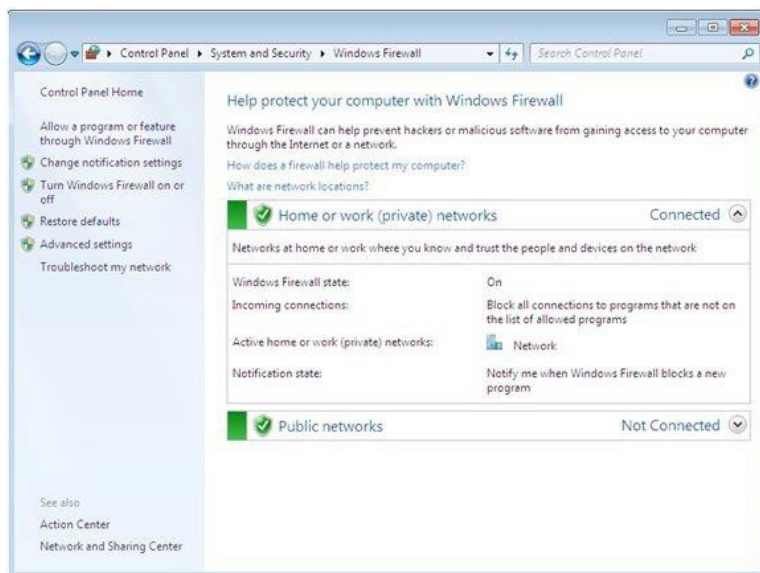 Control Panel ▸ System and Security ▸ Windows Firewall
Search Control Panel
Control Panel Home
Allow a program or feature
through Windows Firewall
Change notification settings
Turn Windows Firewall on or
off
Restore defaults
Advanced settings
Troubleshoot my network
See also
Action Center
Network and Sharing Center
Help protect your computer with Windows Firewall
Windows Firewall can help prevent hackers or malicious software from gaining access to your computer
through the Internet or a network.
How does a firewall help protect my computer?
What are network locations?
Home or work (private) networks Connected
Networks at home or work where you know and trust the people and devices on the network
Windows Firewall state: On
Incoming connections: Block all connections to programs that are not on
the list of allowed programs
Active home or work (private) networks: Network
Notification state: Notify me when Windows Firewall blocks a new
program
Public networks Not Connected